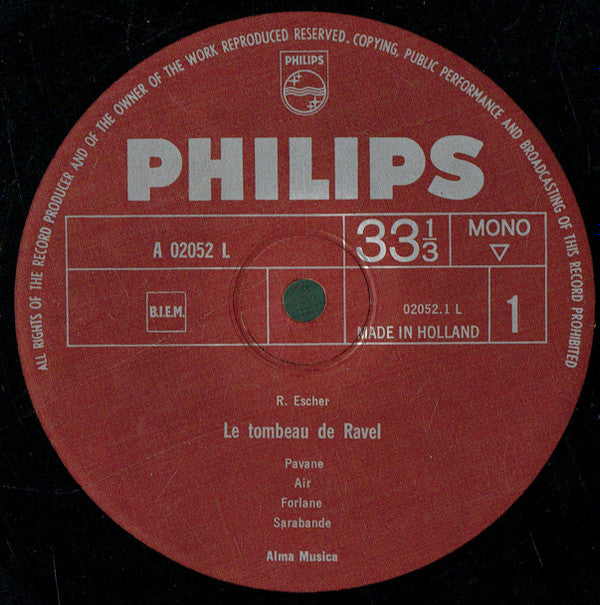 ALL RIGHTS OF THE RECORD PRODUCER AND OF THE OWNER OF THE WORK REPRODUCED RESERVED. COPYING, PUBLIC PERFORMANCE AND BROADCASTING OF THIS RECORD PROHIBITED
PHILIPS
PHILIPS
A 02052 L
33 1/3
MONO
B.I.E.M.
02052.1 L
MADE IN HOLLAND
1
R. Escher
Le tombeau de Ravel
Pavane
Air
Forlane
Sarabande
Alma Musica